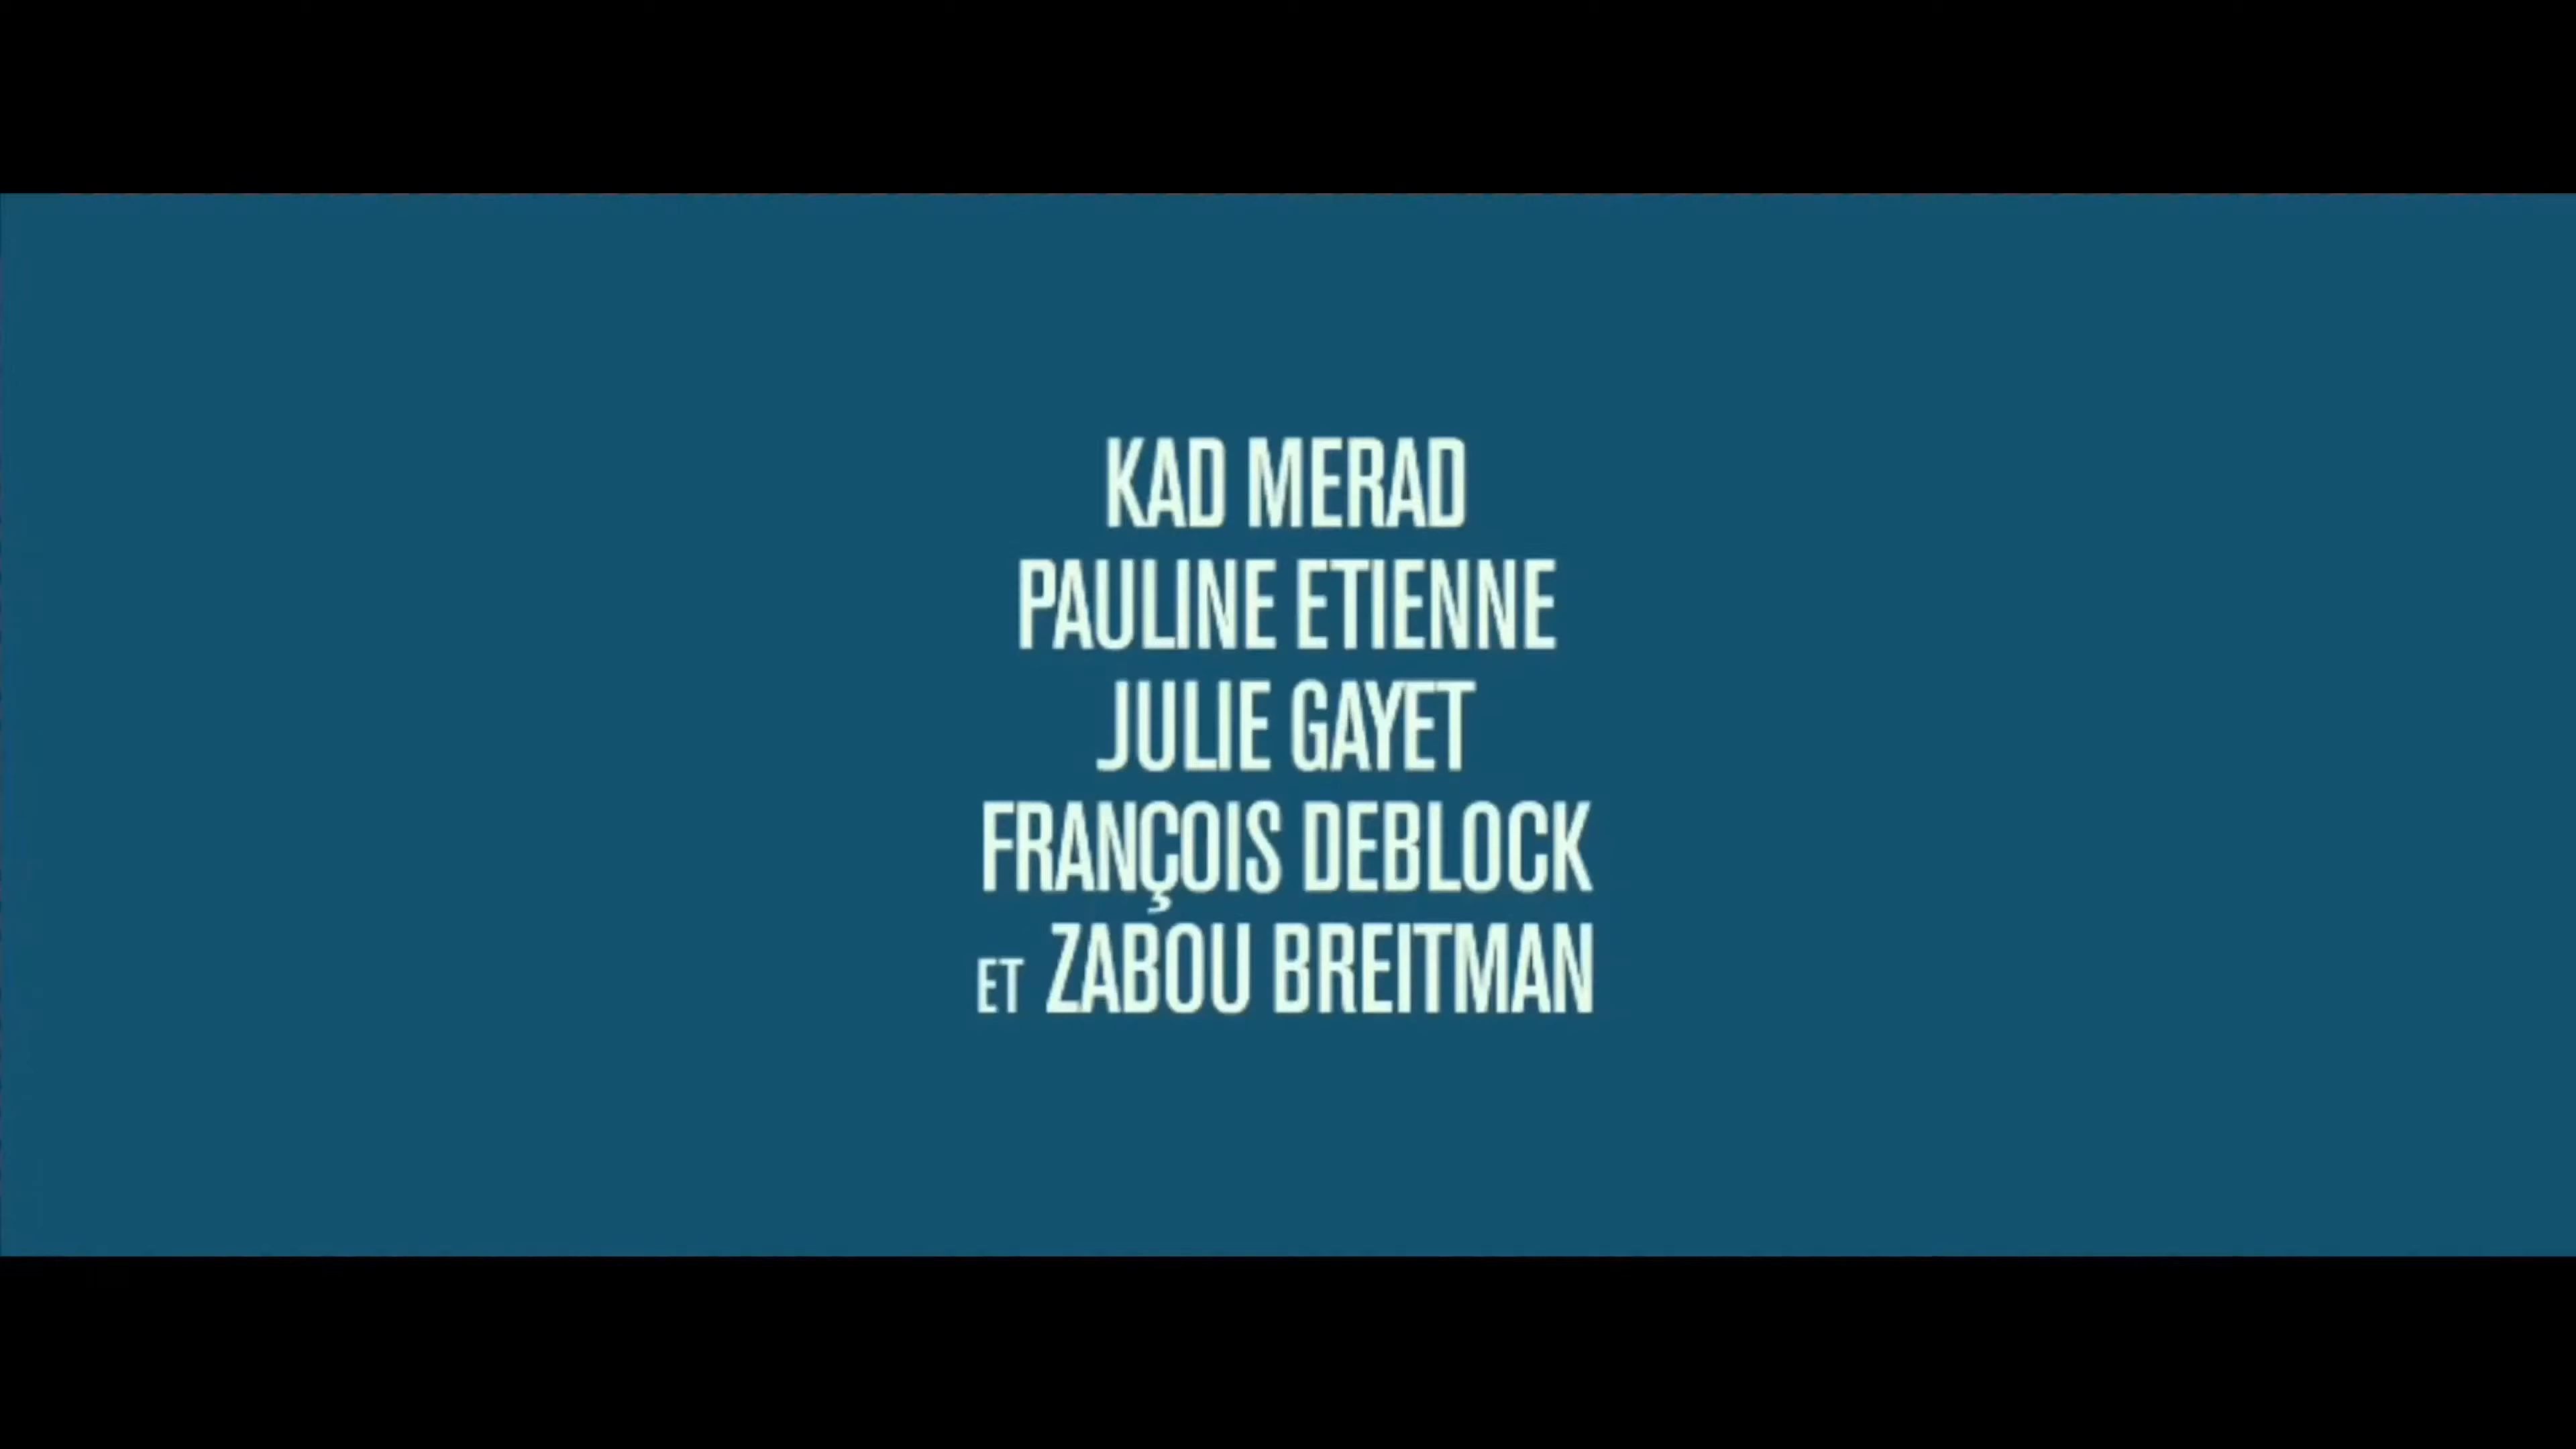 KAD MERAD
PAULINE ETIENNE
JULIE GAYET
FRANÇOIS DEBLOCK
ET ZABOU BREITMAN